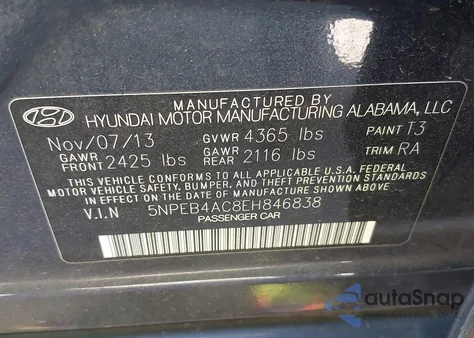 MANUFACTURED BY
HYUNDAI MOTOR MANUFACTURING ALABAMA, LLC
Nov/07/13 GVWR 4365 lbs PAINT T3
GAWR FRONT 2425 lbs GAWR REAR 2116 lbs TRIM RA
THIS VEHICLE CONFORMS TO ALL APPLICABLE U.S.A. FEDERAL
MOTOR VEHICLE SAFETY, BUMPER, AND THEFT PREVENTION STANDARDS
IN EFFECT ON THE DATE OF MANUFACTURE SHOWN ABOVE.
V.I.N 5NPEB4AC8EH846838
PASSENGER CAR
autoSnap